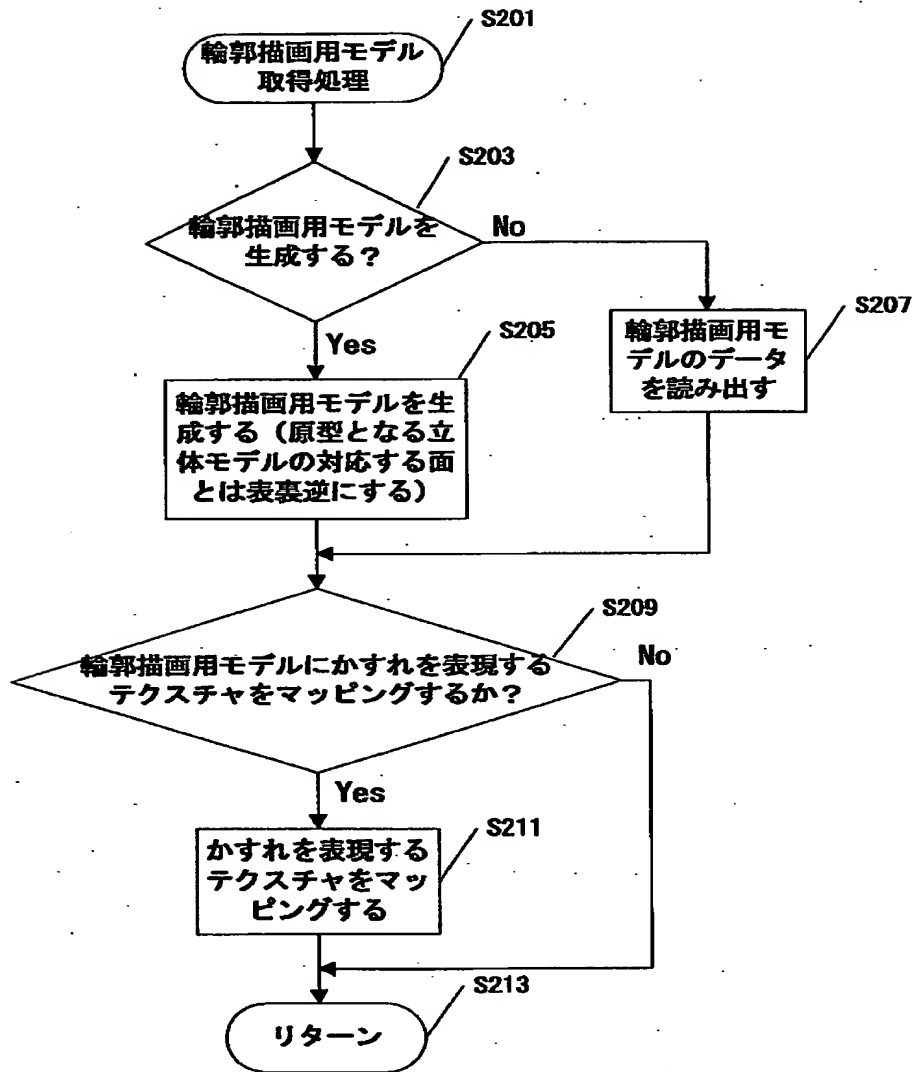 S201
輪郭描画用モデル
取得処理
S203
輪郭描画用モデルを
生成する？
No
Yes
S205
輪郭描画用モデルを生
成する（原型となる立
体モデルの対応する面
とは表裏逆にする）
S207
輪郭描画用モ
デルのデータ
を読み出す
S209
輪郭描画用モデルにかすれを表現する
テクスチャをマッピングするか？
No
Yes
S211
かすれを表現する
テクスチャをマッ
ピングする
S213
リターン